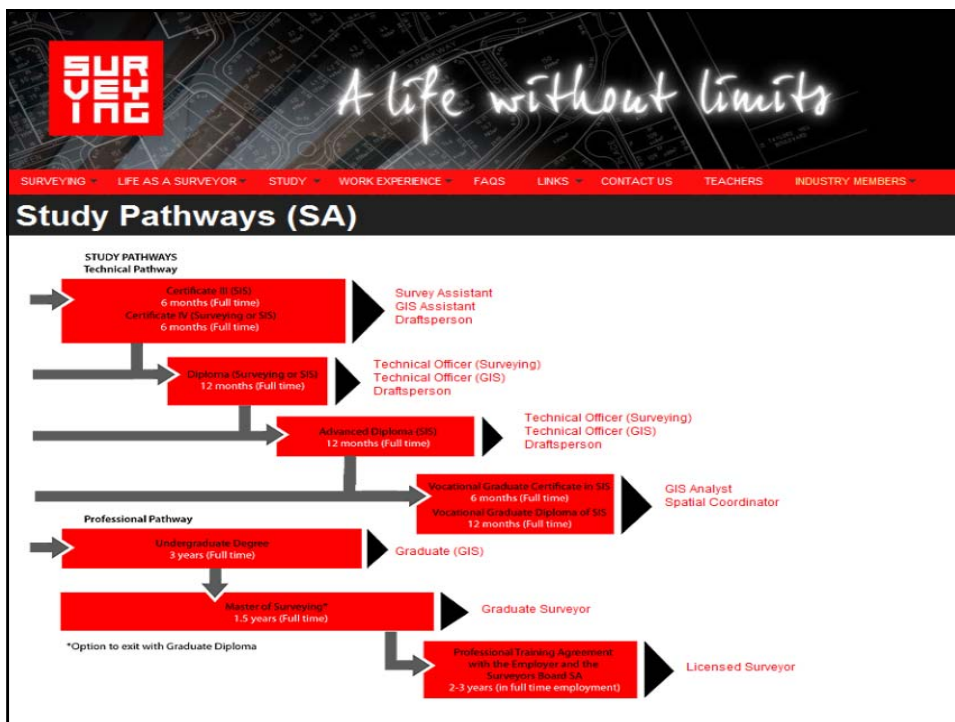 SUR
VEY
ING
A life without limits
SURVEYING LIFE AS A SURVEYOR STUDY WORK EXPERIENCE FAQS LINKS CONTACT US TEACHERS INDUSTRY MEMBERS
Study Pathways (SA)
STUDY PATHWAYS
Technical Pathway
Certificate III (SIS)
6 months (Full time)
Certificate IV (Surveying or SIS)
6 months (Full time)
Survey Assistant
GIS Assistant
Draftsperson
Diploma (Surveying or SIS)
12 months (Full time)
Technical Officer (Surveying)
Technical Officer (GIS)
Draftsperson
Advanced Diploma (SIS)
12 months (Full time)
Technical Officer (Surveying)
Technical Officer (GIS)
Draftsperson
Vocational Graduate Certificate in SIS
6 months (Full time)
Vocational Graduate Diploma of SIS
12 months (Full time)
GIS Analyst
Spatial Coordinator
Professional Pathway
Undergraduate Degree
3 years (Full time)
Graduate (GIS)
Master of Surveying*
1.5 years (Full time)
Graduate Surveyor
*Option to exit with Graduate Diploma
Professional Training Agreement
with the Employer and the
Surveyors Board SA
2-3 years (in full time employment)
Licensed Surveyor